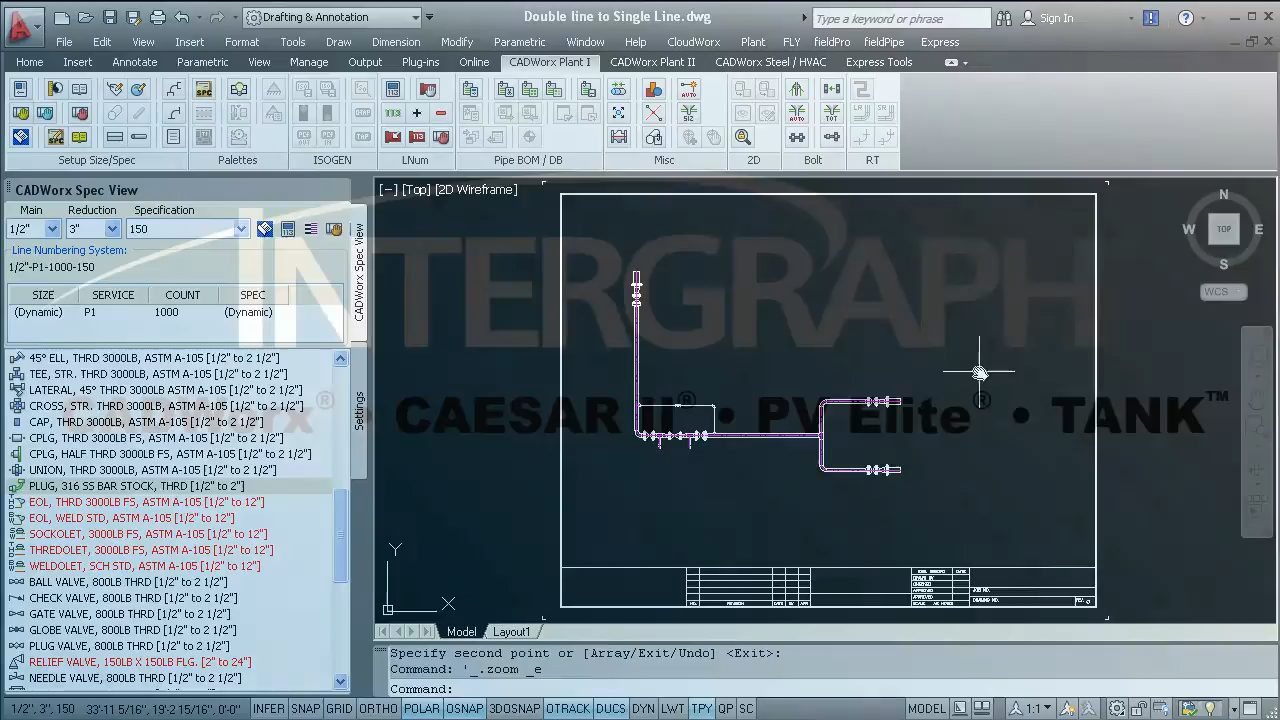 Drafting & Annotation
Double line to Single Line.dwg
Type a keyword or phrase
Sign In
File Edit View Insert Format Tools Draw Dimension Modify Parametric Window Help CloudWorx Plant FLY fieldPro fieldPipe Express
Home Insert Annotate Parametric View Manage Output Plug-ins Online CADWorx Plant I CADWorx Plant II CADWorx Steel / HVAC Express Tools
Setup Size/Spec Palettes ISOGEN LNum Pipe BOM / DB Misc 2D Bolt RT
CADWorx Spec View
Main Reduction Specification
1/2" 3" 150
Line Numbering System:
1/2"-P1-1000-150
SIZE SERVICE COUNT SPEC
(Dynamic) P1 1000 (Dynamic)
CADWorx Spec View
Settings
45° ELL, THRD 3000LB, ASTM A-105 [1/2" to 2 1/2"]
TEE, STR. THRD 3000LB, ASTM A-105 [1/2" to 2 1/2"]
LATERAL, 45° THRD 3000LB ASTM A-105 [1/2" to 2 1/2"]
CROSS, STR. THRD 3000LB, ASTM A-105 [1/2" to 2 1/2"]
CAP, THRD 3000LB, ASTM A-105 [1/2" to 2 1/2"]
CPLG, FULL THRD 3000LB, ASTM A-105 [1/2" to 2 1/2"]
CPLG, HALF THRD 3000LB FS, ASTM A-105 [1/2" to 2 1/2"]
UNION, THRD 3000LB, ASTM A-105 [1/2" to 2 1/2"]
PLUG, 316 SS BAR STOCK, THRD [1/2" to 2"]
EOL, THRD 3000LB FS, ASTM A-105 [1/2" to 12"]
EOL, WELD STD, ASTM A-105 [1/2" to 12"]
SOCKOLET, 3000LB FS, ASTM A-105 [1/2" to 12"]
THREDOLET, 3000LB FS, ASTM A-105 [1/2" to 12"]
WELDOLET, SCH STD, ASTM A-105 [1/2" to 12"]
BALL VALVE, 800LB THRD [1/2" to 2 1/2"]
CHECK VALVE, 800LB THRD [1/2" to 2 1/2"]
GATE VALVE, 800LB THRD [1/2" to 2 1/2"]
GLOBE VALVE, 800LB THRD [1/2" to 2 1/2"]
PLUG VALVE, 800LB THRD [1/2" to 2 1/2"]
RELIEF VALVE, 150LB X 150LB FLG. [2" to 24"]
NEEDLE VALVE, 800LB THRD [1/2" to 2 1/2"]
[−] [Top] [2D Wireframe]
INTERGRAPH
CAESAR II® • PV Elite® • TANK™
N
W TOP E
S
WCS
Y
X
Model Layout1
Specify second point or [Array/Exit/Undo] <Exit>:
Command: '_.zoom _e
Command:
1/2", 3", 150 33'-11 5/16", 19'-2 15/16", 0'-0" INFER SNAP GRID ORTHO POLAR OSNAP 3DOSNAP OTRACK DUCS DYN LWT TPY QP SC MODEL 1:1